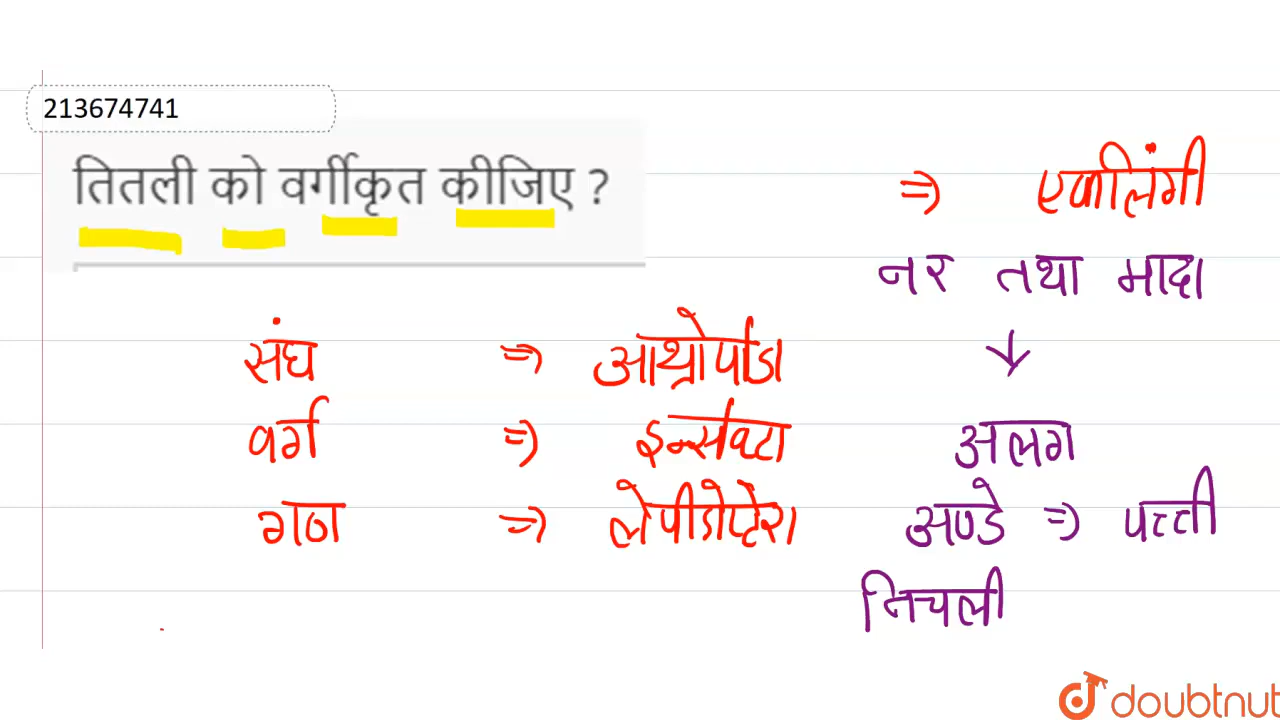 213674741
तितली को वर्गीकृत कीजिए ?
⇒ एकलिंगी
नर तथा मादा
↓
संघ ⇒ आर्थ्रोपोडा
वर्ग ⇒ इन्सेक्टा
अलग
गण ⇒ लेपीडोप्टेरा
अण्डे ⇒ पत्ती
निचली
doubtnut